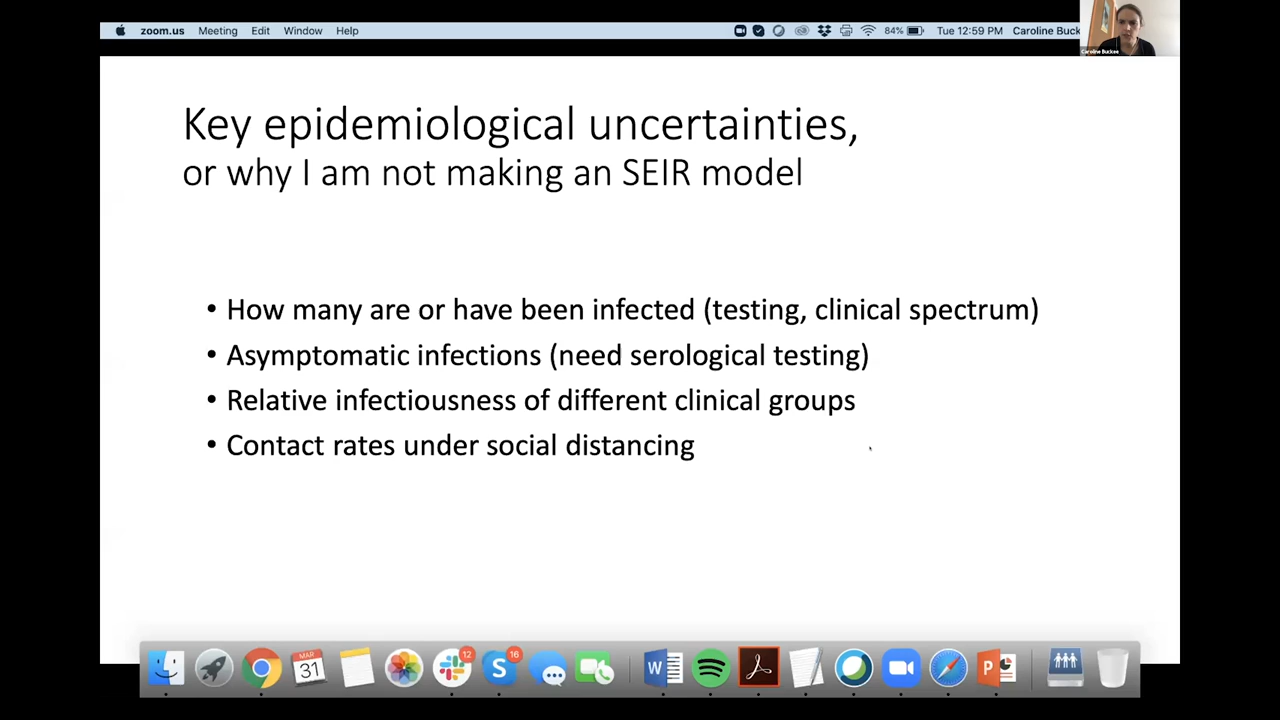 zoom.us Meeting Edit Window Help 84% Tue 12:59 PM Caroline Buck
Caroline Buckee
Key epidemiological uncertainties,
or why I am not making an SEIR model
• How many are or have been infected (testing, clinical spectrum)
• Asymptomatic infections (need serological testing)
• Relative infectiousness of different clinical groups
• Contact rates under social distancing
MAR
31
12
16
W
P